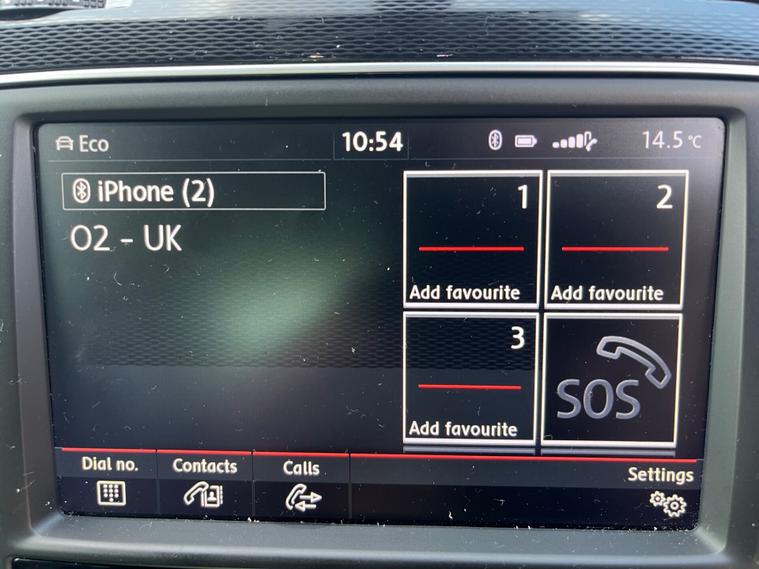 Eco
10:54
14.5°C
iPhone (2)
O2 - UK
1
Add favourite
2
Add favourite
3
Add favourite
SOS
Dial no.
Contacts
Calls
Settings